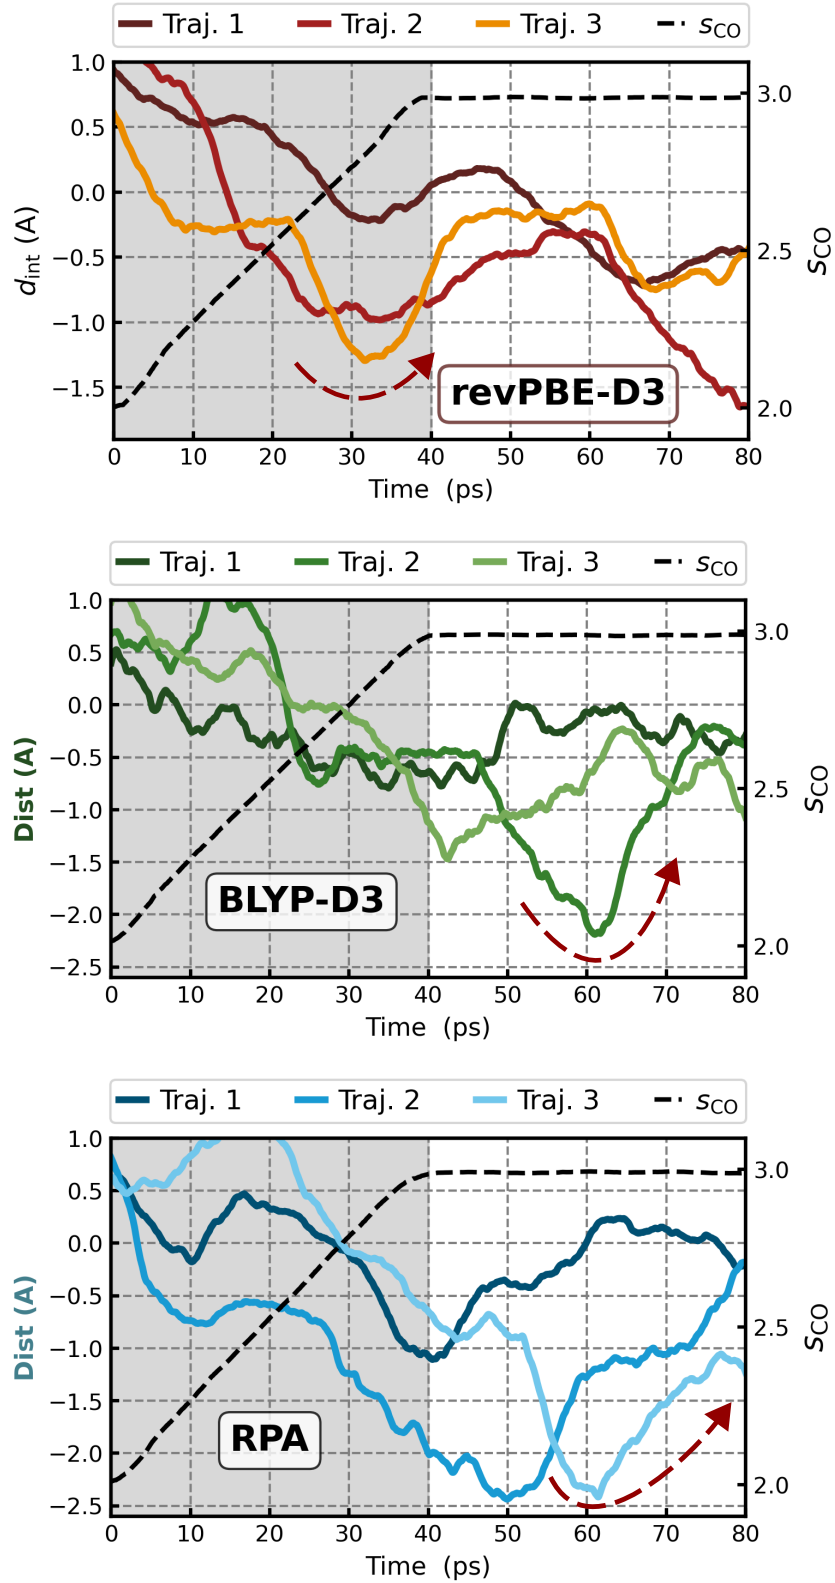 Traj. 1 Traj. 2 Traj. 3 sCO
1.0
0.5
0.0
−0.5
−1.0
−1.5
dint (A)
3.0
2.5
2.0
sCO
revPBE-D3
0 10 20 30 40 50 60 70 80
Time (ps)
Traj. 1 Traj. 2 Traj. 3 sCO
1.0
0.5
0.0
−0.5
−1.0
−1.5
−2.0
−2.5
Dist (A)
3.0
2.5
2.0
sCO
BLYP-D3
0 10 20 30 40 50 60 70 80
Time (ps)
Traj. 1 Traj. 2 Traj. 3 sCO
1.0
0.5
0.0
−0.5
−1.0
−1.5
−2.0
−2.5
Dist (A)
3.0
2.5
2.0
sCO
RPA
0 10 20 30 40 50 60 70 80
Time (ps)